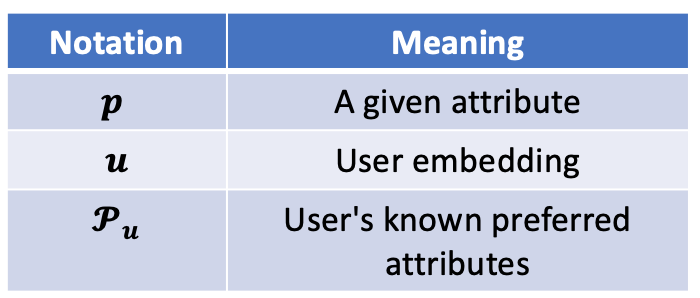 Notation Meaning
p A given attribute
u User embedding
𝒫ᵤ User's known preferred
attributes